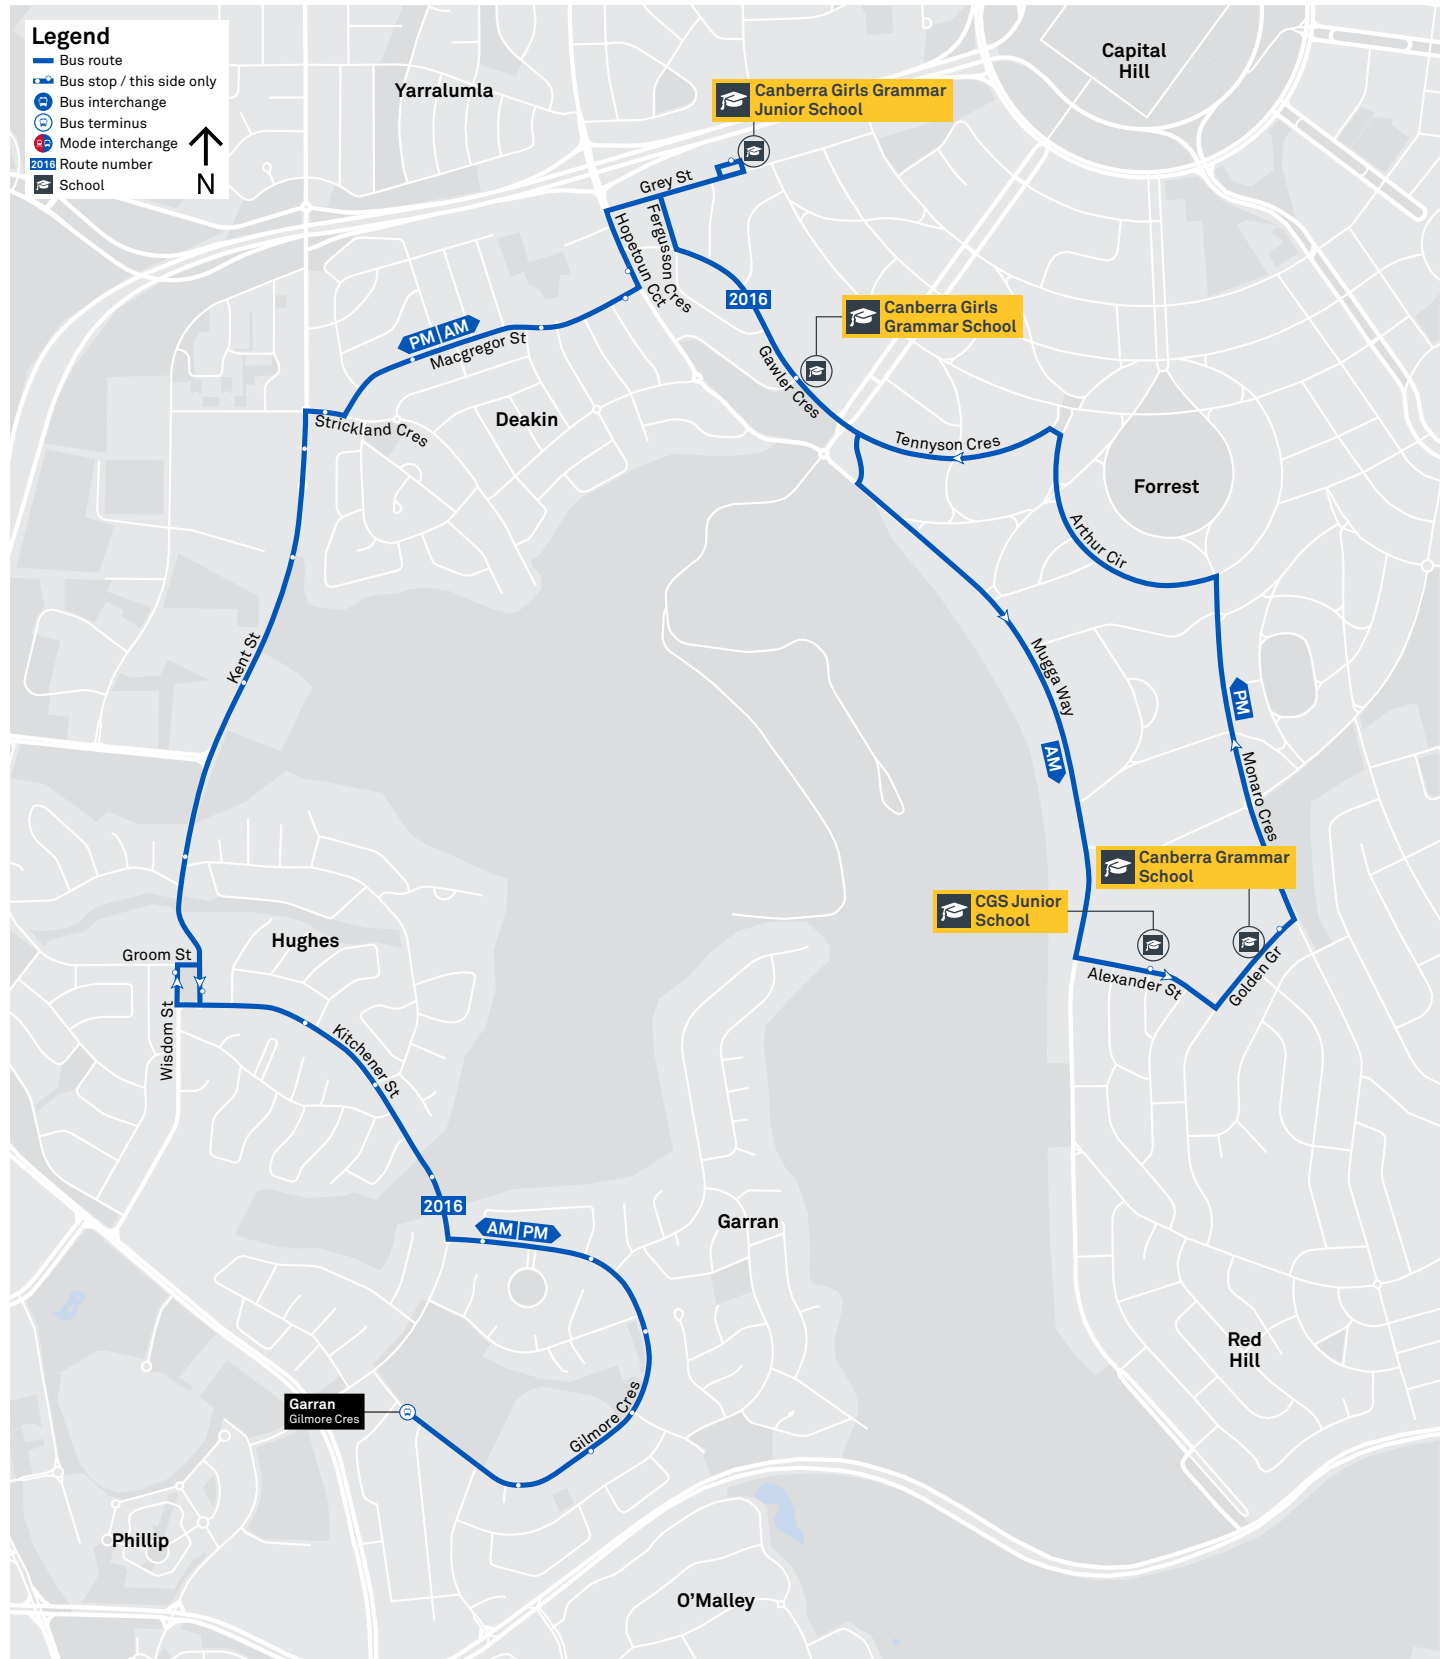 Legend
Bus route
Bus stop / this side only
Bus interchange
Bus terminus
Mode interchange
2016 Route number
School
N
Yarralumla
Capital
Hill
Canberra Girls Grammar
Junior School
Grey St
Hopetoun Cct
Fergusson Cres
2016
Canberra Girls
Grammar School
PM AM
Macgregor St
Gawler Cres
Strickland Cres
Deakin
Tennyson Cres
Forrest
Arthur Cir
Kent St
Mugga Way
PM
AM
Monaro Cres
Canberra Grammar
School
CGS Junior
School
Hughes
Groom St
Alexander St
Golden Gr
Wisdom St
Kitchener St
2016
AM PM
Garran
Red
Hill
Garran
Gilmore Cres
Gilmore Cres
Phillip
O'Malley